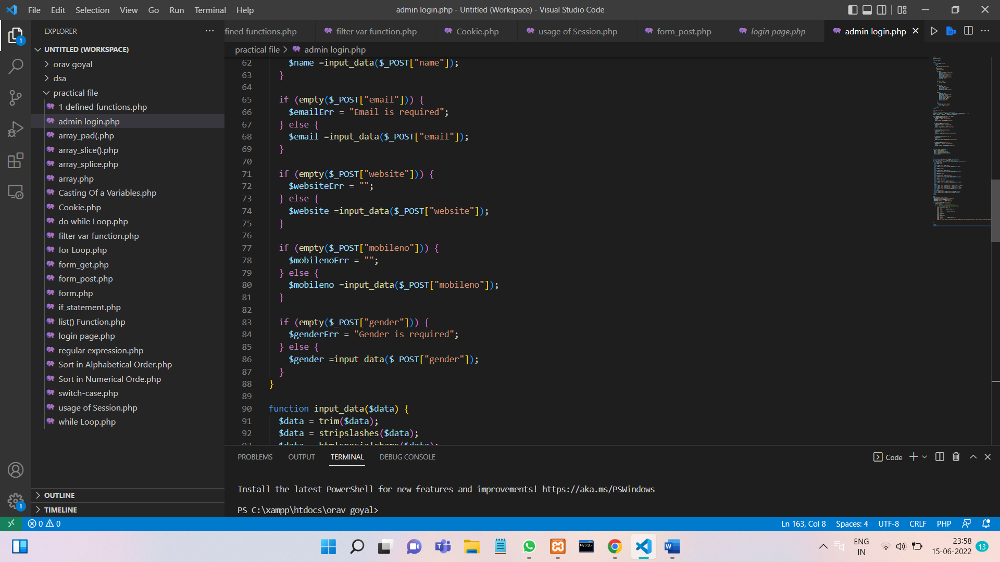 File Edit Selection View Go Run Terminal Help
admin login.php - Untitled (Workspace) - Visual Studio Code
EXPLORER
fined functions.php
filter var function.php
Cookie.php
usage of Session.php
form_post.php
login page.php
admin login.php
practical file > admin login.php
1
UNTITLED (WORKSPACE)
orav goyal
dsa
practical file
1 defined functions.php
admin login.php
array_pad(.php
array_slice().php
array_splice.php
array.php
Casting Of a Variables.php
Cookie.php
do while Loop.php
filter var function.php
for Loop.php
form_get.php
form_post.php
form.php
if_statement.php
list() Function.php
login page.php
regular expression.php
Sort in Alphabetical Order.php
Sort in Numerical Orde.php
switch-case.php
usage of Session.php
while Loop.php
OUTLINE
TIMELINE
1
62 $name =input_data($_POST["name"]);
63 }
64
65 if (empty($_POST["email"])) {
66 $emailErr = "Email is required";
67 } else {
68 $email =input_data($_POST["email"]);
69 }
70
71 if (empty($_POST["website"])) {
72 $websiteErr = "";
73 } else {
74 $website =input_data($_POST["website"]);
75 }
76
77 if (empty($_POST["mobileno"])) {
78 $mobilenoErr = "";
79 } else {
80 $mobileno =input_data($_POST["mobileno"]);
81 }
82
83 if (empty($_POST["gender"])) {
84 $genderErr = "Gender is required";
85 } else {
86 $gender =input_data($_POST["gender"]);
87 }
88 }
89
90 function input_data($data) {
91 $data = trim($data);
92 $data = stripslashes($data);
93 $data = htmlspecialchars($data);
PROBLEMS OUTPUT TERMINAL DEBUG CONSOLE
Code
Install the latest PowerShell for new features and improvements! https://aka.ms/PSWindows
PS C:\xampp\htdocs\orav goyal>
0 0
Ln 163, Col 8 Spaces: 4 UTF-8 CRLF PHP
MySQL
ENG
IN
23:58
15-06-2022
13